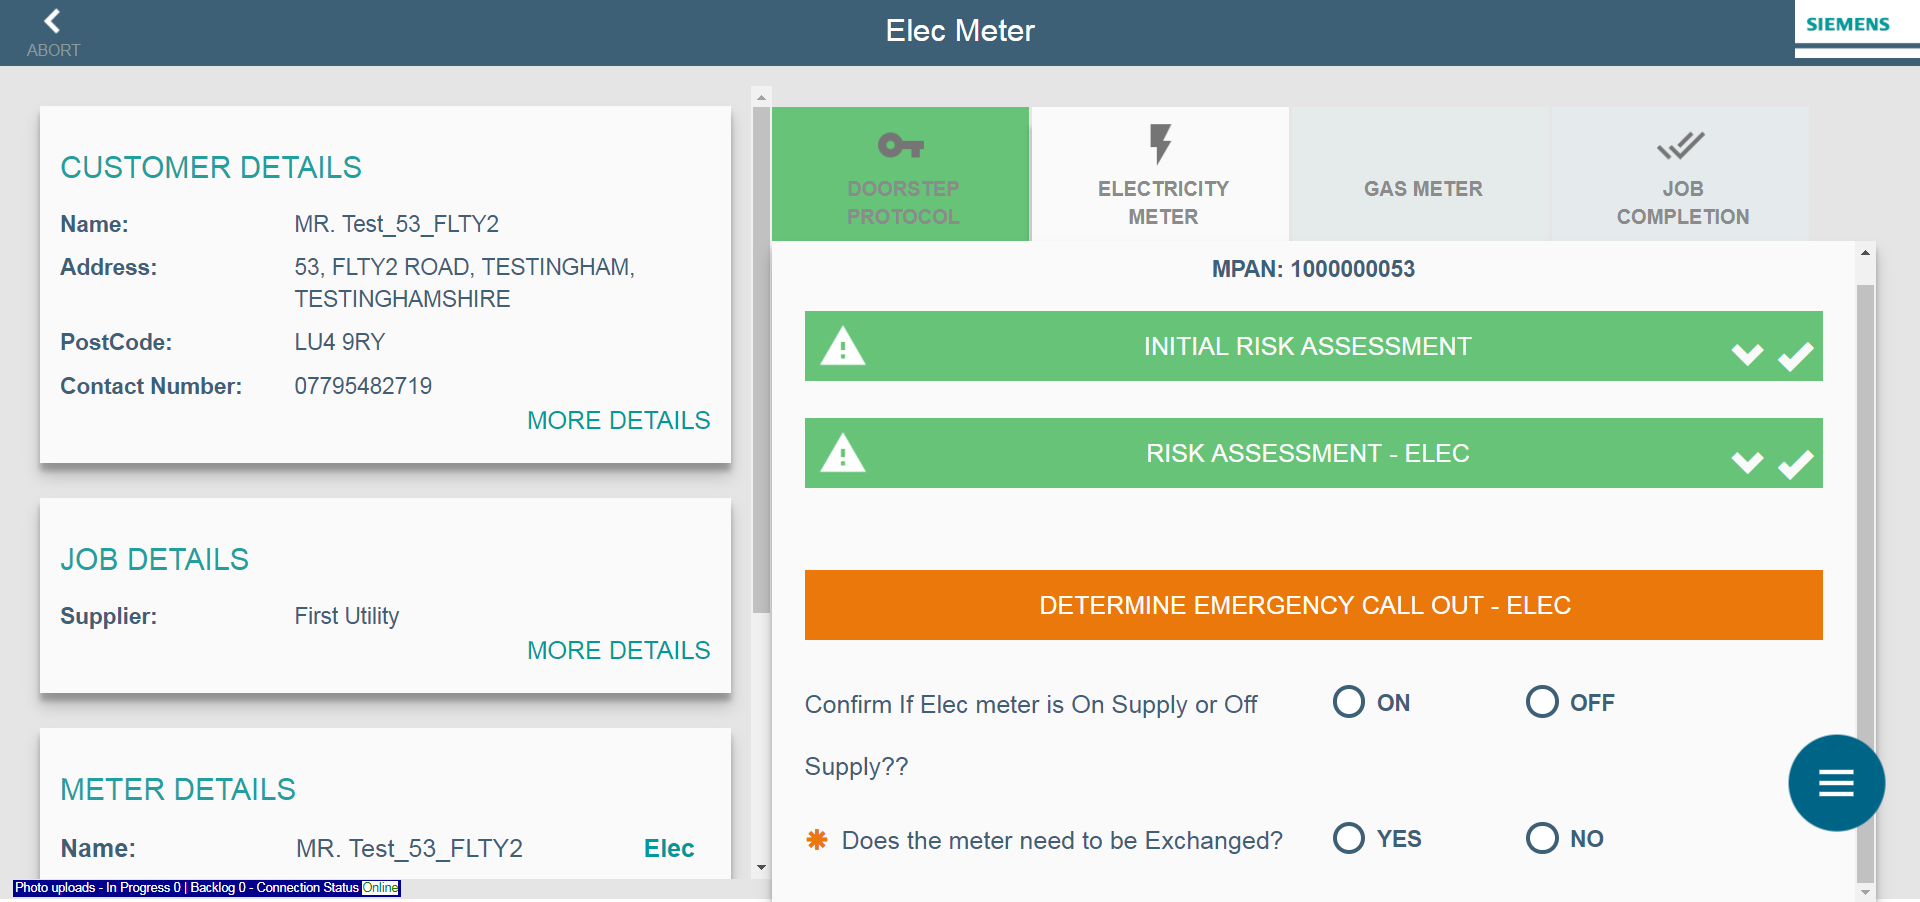 ABORT
Elec Meter
SIEMENS
CUSTOMER DETAILS
Name: MR. Test_53_FLTY2
Address: 53, FLTY2 ROAD, TESTINGHAM,
TESTINGHAMSHIRE
PostCode: LU4 9RY
Contact Number: 07795482719
MORE DETAILS
JOB DETAILS
Supplier: First Utility
MORE DETAILS
METER DETAILS
Name: MR. Test_53_FLTY2 Elec
Photo uploads - In Progress 0 | Backlog 0 - Connection Status Online
DOORSTEP
PROTOCOL
ELECTRICITY
METER
GAS METER
JOB
COMPLETION
MPAN: 1000000053
INITIAL RISK ASSESSMENT
RISK ASSESSMENT - ELEC
DETERMINE EMERGENCY CALL OUT - ELEC
Confirm If Elec meter is On Supply or Off ON OFF
Supply??
Does the meter need to be Exchanged? YES NO